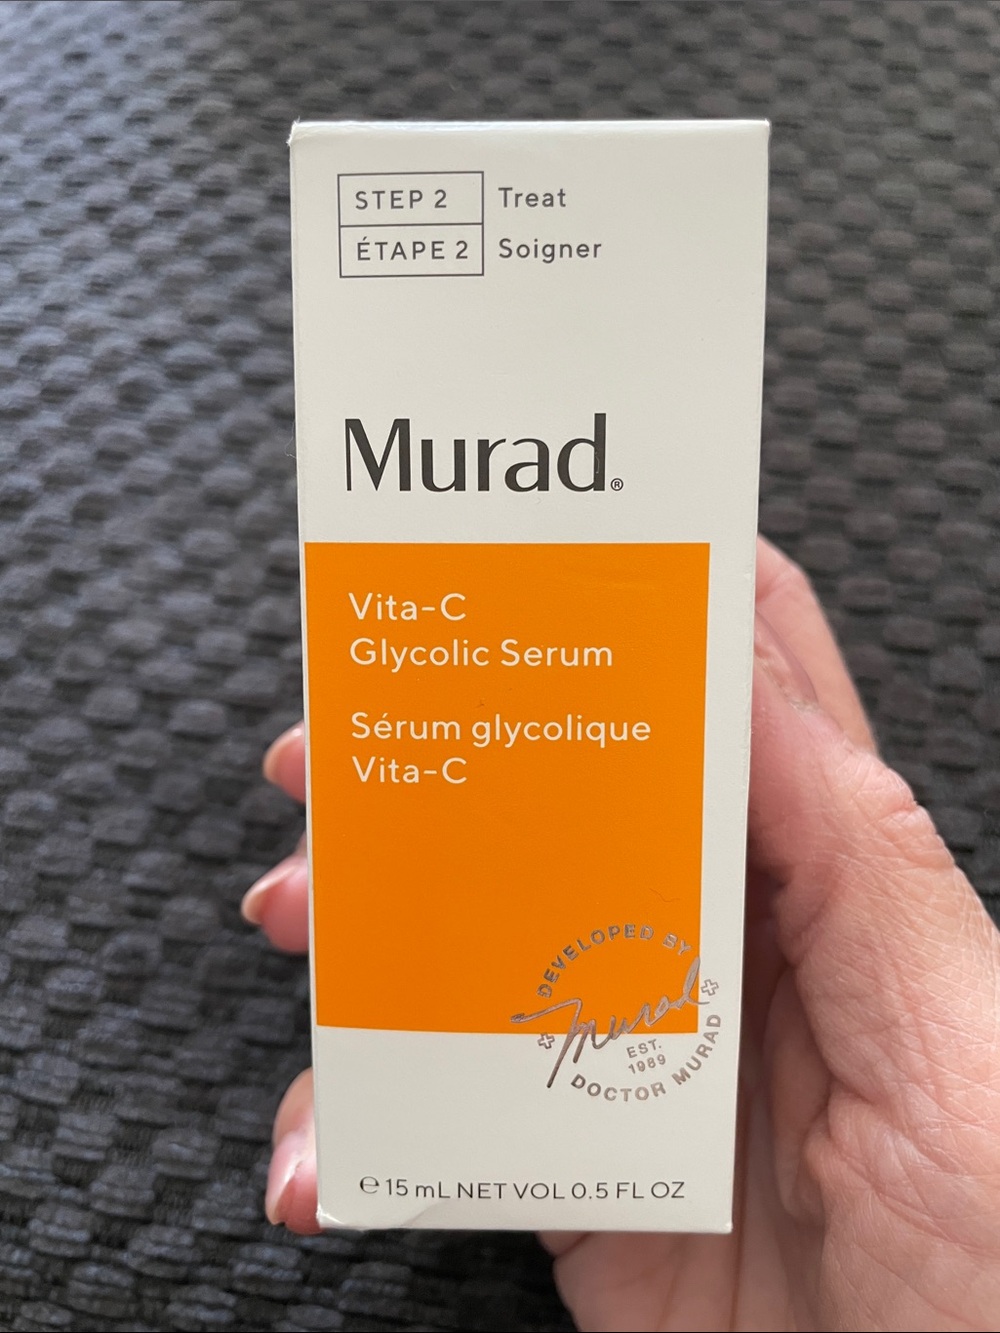 STEP 2 Treat
ÉTAPE 2 Soigner
Murad®
Vita-C
Glycolic Serum
Sérum glycolique
Vita-C
DEVELOPED BY
Murad
EST.
1989
DOCTOR MURAD
℮ 15 mL NET VOL 0.5 FL OZ